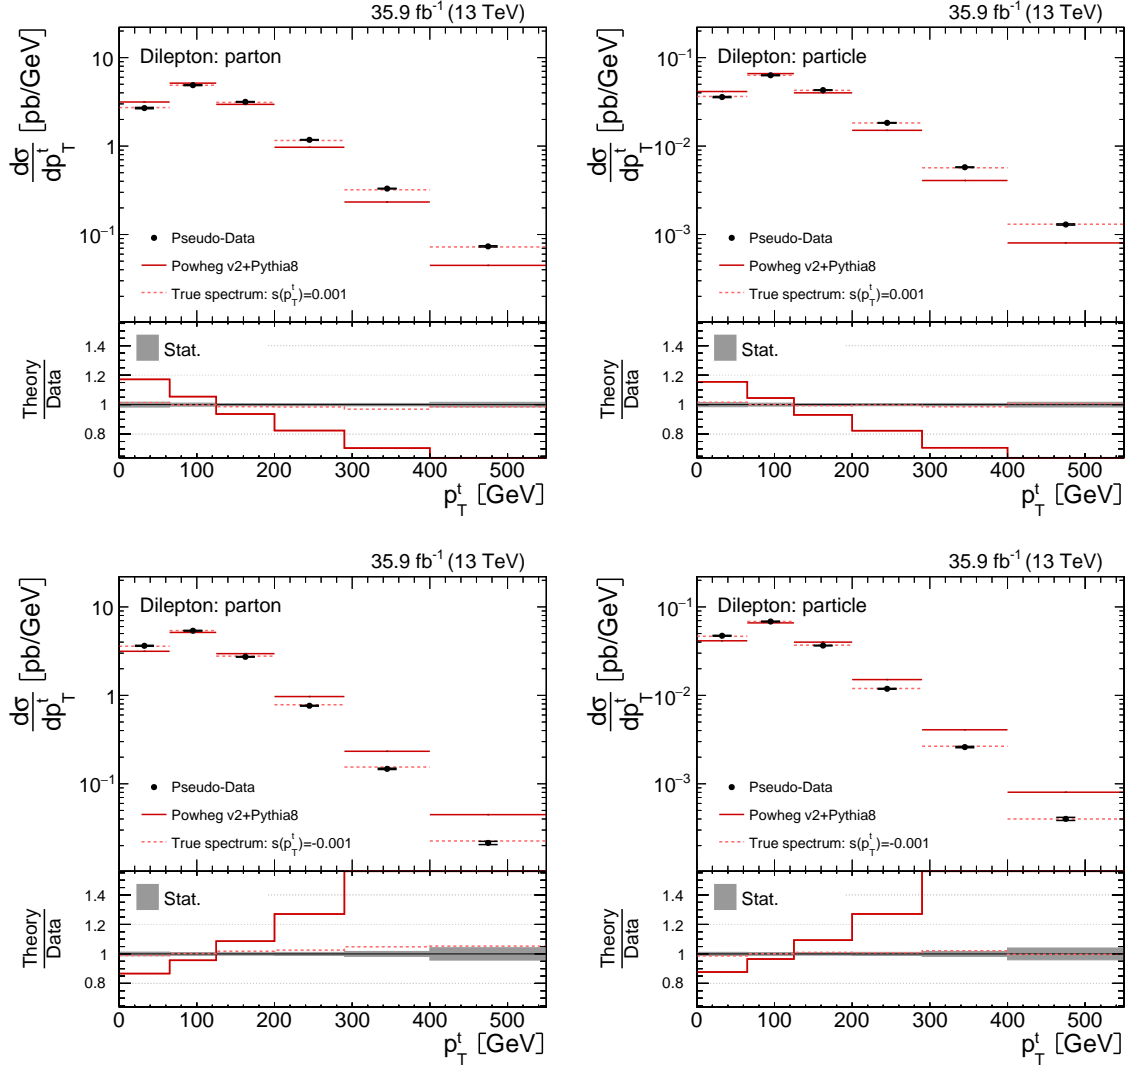 35.9 fb⁻¹ (13 TeV)
Dilepton: parton
dσ/dp_T^t [pb/GeV]
10
1
10⁻¹
Pseudo-Data
Powheg v2+Pythia8
True spectrum: s(p_T^t)=0.001
Theory/Data
Stat.
1.4
1.2
1
0.8
0 100 200 300 400 500
p_T^t [GeV]
35.9 fb⁻¹ (13 TeV)
Dilepton: particle
dσ/dp_T^t [pb/GeV]
10⁻¹
10⁻²
10⁻³
Pseudo-Data
Powheg v2+Pythia8
True spectrum: s(p_T^t)=0.001
Theory/Data
Stat.
1.4
1.2
1
0.8
0 100 200 300 400 500
p_T^t [GeV]
35.9 fb⁻¹ (13 TeV)
Dilepton: parton
dσ/dp_T^t [pb/GeV]
10
1
10⁻¹
Pseudo-Data
Powheg v2+Pythia8
True spectrum: s(p_T^t)=-0.001
Theory/Data
Stat.
1.4
1.2
1
0.8
0 100 200 300 400 500
p_T^t [GeV]
35.9 fb⁻¹ (13 TeV)
Dilepton: particle
dσ/dp_T^t [pb/GeV]
10⁻¹
10⁻²
10⁻³
Pseudo-Data
Powheg v2+Pythia8
True spectrum: s(p_T^t)=-0.001
Theory/Data
Stat.
1.4
1.2
1
0.8
0 100 200 300 400 500
p_T^t [GeV]